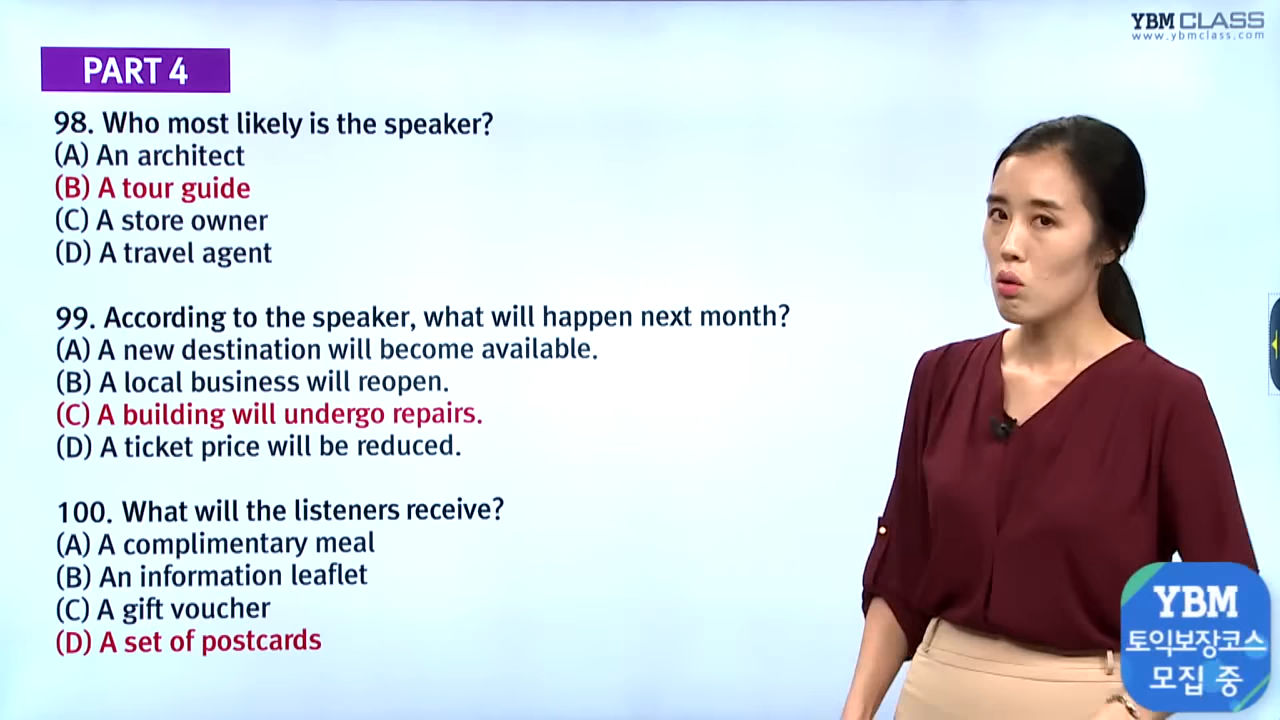 YBM CLASS
www.ybmclass.com
PART 4
98. Who most likely is the speaker?
(A) An architect
(B) A tour guide
(C) A store owner
(D) A travel agent
99. According to the speaker, what will happen next month?
(A) A new destination will become available.
(B) A local business will reopen.
(C) A building will undergo repairs.
(D) A ticket price will be reduced.
100. What will the listeners receive?
(A) A complimentary meal
(B) An information leaflet
(C) A gift voucher
(D) A set of postcards
YBM
토익보장코스
모집 중